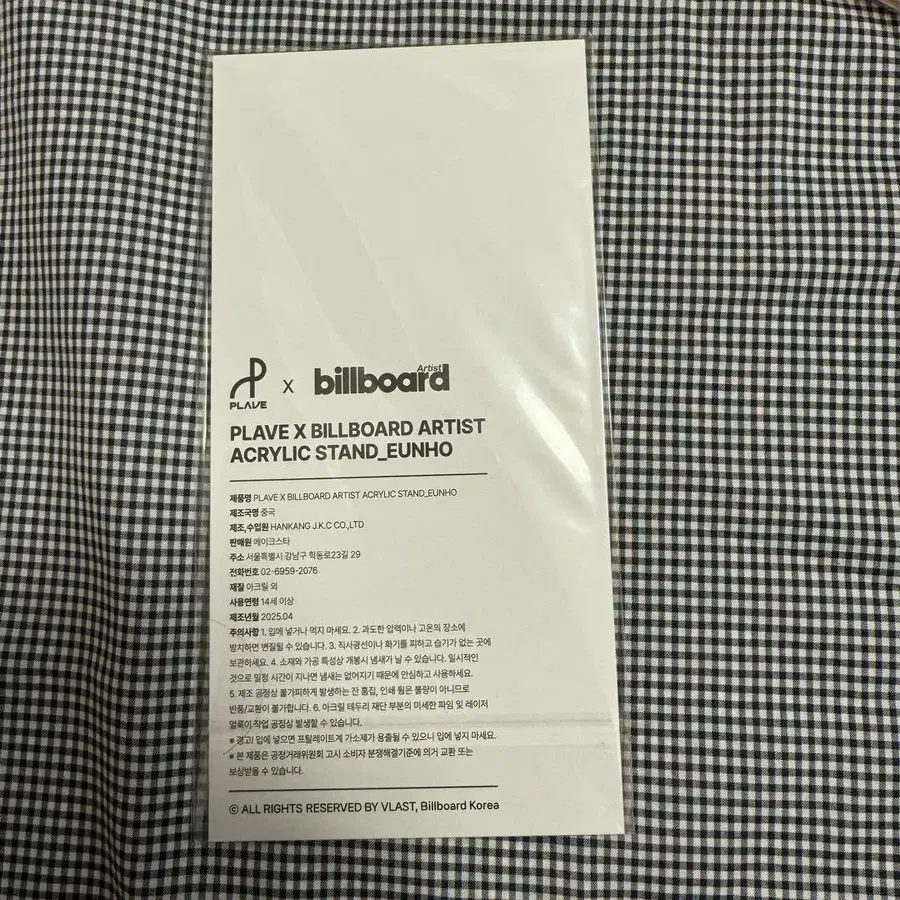 PLAVE X billboard Artist
PLAVE X BILLBOARD ARTIST
ACRYLIC STAND_EUNHO
제품명 PLAVE X BILLBOARD ARTIST ACRYLIC STAND_EUNHO
제조국명 중국
제조,수입원 HANKANG J.K.C CO.,LTD
판매원 메이크스타
주소 서울특별시 강남구 학동로23길 29
전화번호 02-6959-2076
재질 아크릴 외
사용연령 14세 이상
제조년월 2025.04
주의사항 1. 입에 넣거나 먹지 마세요. 2. 과도한 압력이나 고온의 장소에
방치하면 변질될 수 있습니다. 3. 직사광선이나 화기를 피하고 습기가 없는 곳에
보관하세요. 4. 소재와 가공 특성상 개봉시 냄새가 날 수 있습니다. 일시적인
것으로 일정 시간이 지나면 냄새는 없어지기 때문에 안심하고 사용하세요.
5. 제조 공정상 불가피하게 발생하는 잔 흠집, 인쇄 튐은 불량이 아니므로
반품/교환이 불가합니다. 6. 아크릴 테두리 재단 부분의 미세한 파임 및 레이저
얼룩이 작업 공정상 발생할 수 있습니다.
※ 경고! 입에 넣으면 프탈레이트계 가소제가 용출될 수 있으니 입에 넣지 마세요.
※ 본 제품은 공정거래위원회 고시 소비자 분쟁해결기준에 의거 교환 또는
보상받을 수 있습니다.
© ALL RIGHTS RESERVED BY VLAST, Billboard Korea